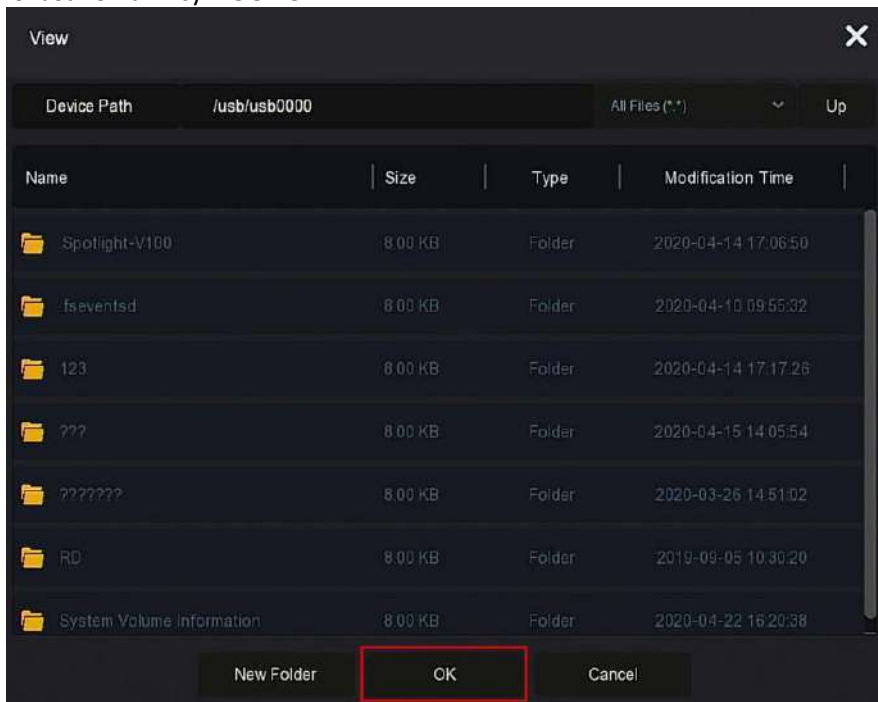 View
Device Path /usb/usb0000 All Files (*.*) Up
Name Size Type Modification Time
.Spotlight-V100 8.00 KB Folder 2020-04-14 17:06:50
.fseventsd 8.00 KB Folder 2020-04-10 09:55:32
123 8.00 KB Folder 2020-04-14 17:17:26
??? 8.00 KB Folder 2020-04-15 14:05:54
??????? 8.00 KB Folder 2020-03-26 14:51:02
RD 8.00 KB Folder 2019-09-05 10:30:20
System Volume Information 8.00 KB Folder 2020-04-22 16:20:38
New Folder OK Cancel